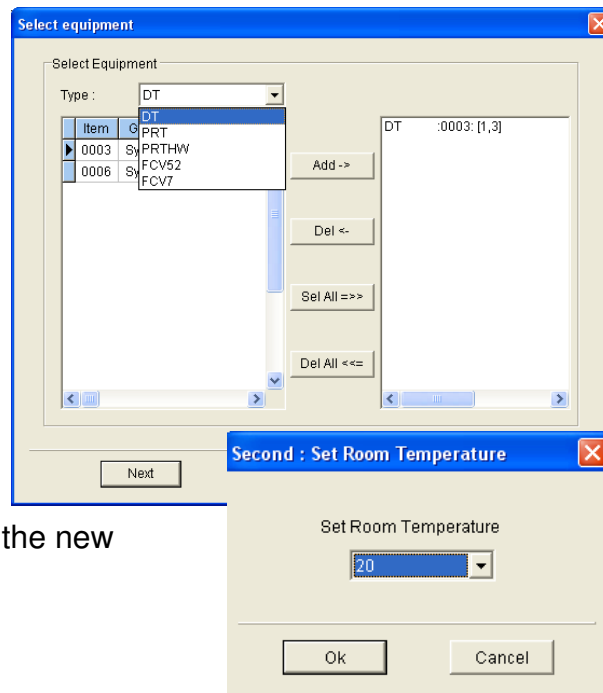 Select equipment
Select Equipment
Type :
DT
DT
PRT
PRTHW
FCV52
FCV7
Item
0003
0006
Add ->
Del <-
Sel All =>>
Del All <<=
DT :0003: [1,3]
Next
the new
Second : Set Room Temperature
Set Room Temperature
20
Ok
Cancel